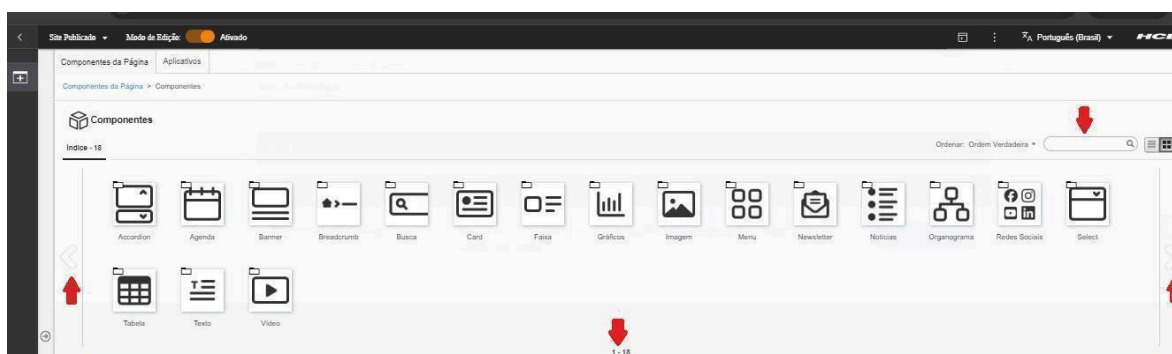 Site Publicado Modo de Edição: Ativado Português (Brasil) HCL
Componentes da Página Aplicativos
Componentes da Página > Componentes
Componentes
Índice - 18 Ordenar: Ordem Verdadeira
Accordion Agenda Banner Breadcrumb Busca Card Faixa Gráficos Imagem Menu Newsletter Notícias Organograma Redes Sociais Select
Tabela Texto Vídeo
1 - 18